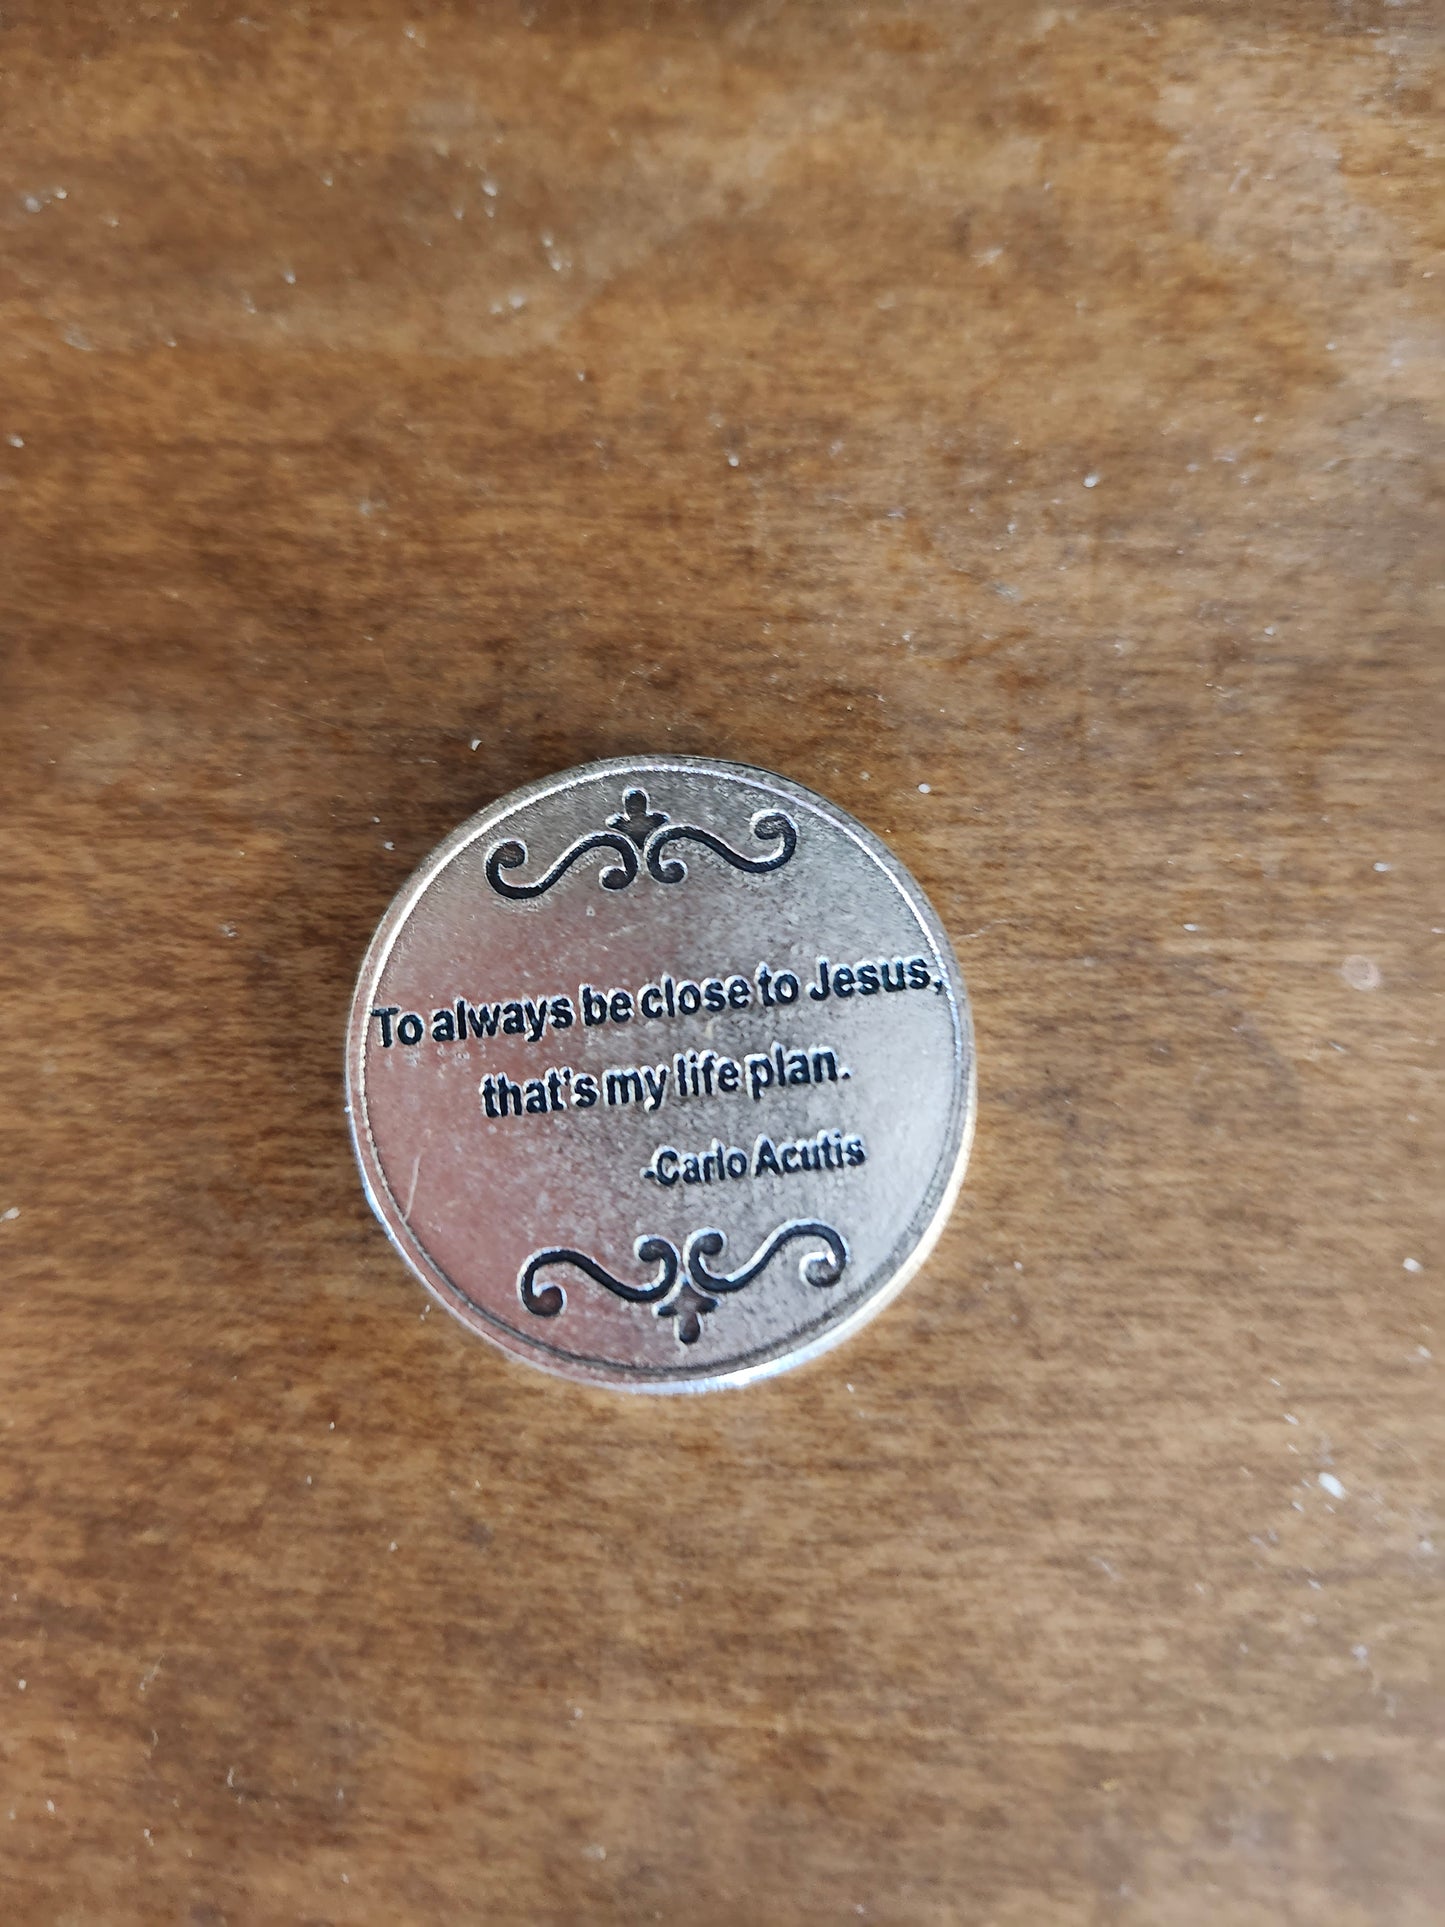 To always be close to Jesus,
that's my life plan.
-Carlo Acutis